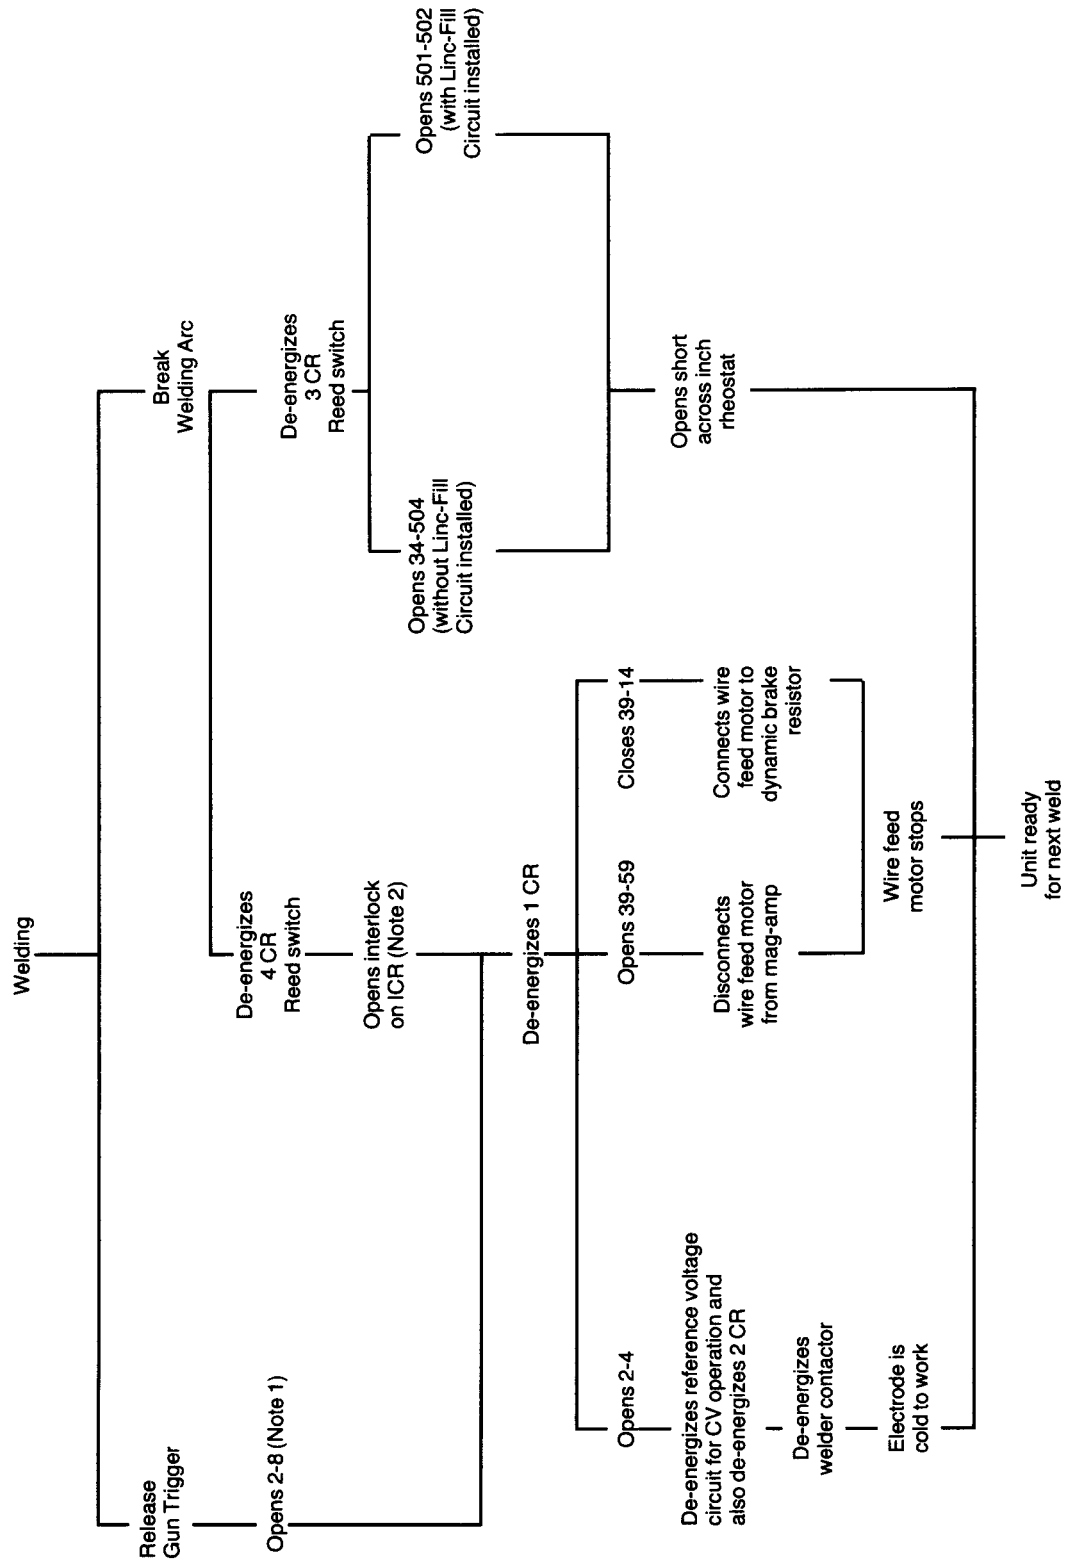 Welding
Release
Gun Trigger
Opens 2-8 (Note 1)
Break
Welding Arc
De-energizes
4 CR
Reed switch
Opens interlock
on ICR (Note 2)
De-energizes
3 CR
Reed switch
Opens 34-504
(without Linc-Fill
Circuit installed)
Opens 501-502
(with Linc-Fill
Circuit installed)
Opens short
across inch
rheostat
De-energizes 1 CR
Opens 2-4
De-energizes reference voltage
circuit for CV operation and
also de-energizes 2 CR
De-energizes
welder contactor
Electrode is
cold to work
Opens 39-59
Disconnects
wire feed motor
from mag-amp
Closes 39-14
Connects wire
feed motor to
dynamic brake
resistor
Wire feed
motor stops
Unit ready
for next weld